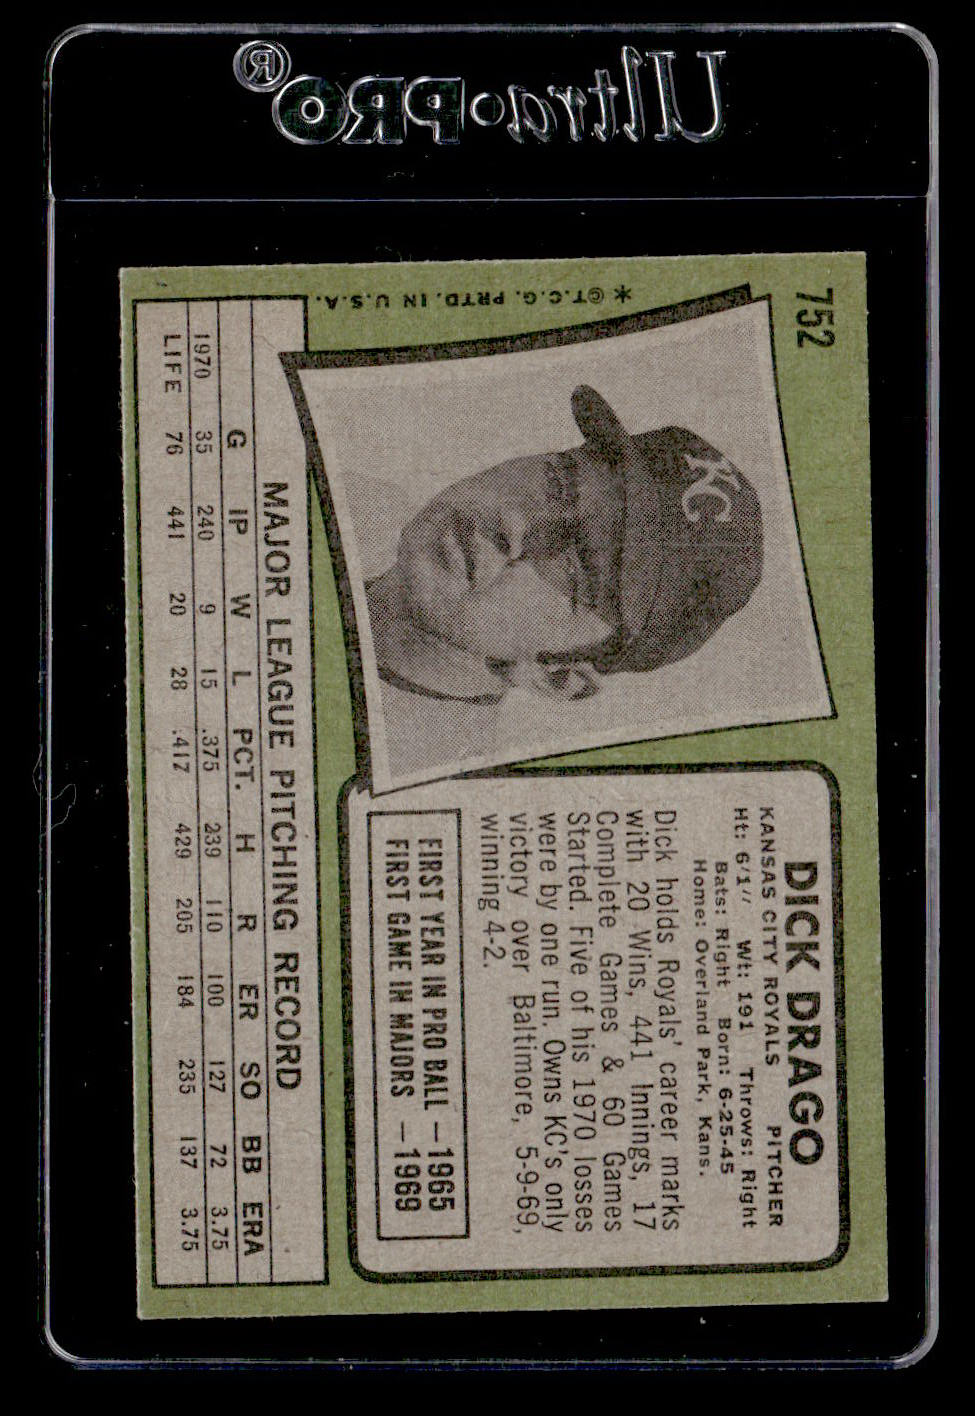 Ultra•PRO®
752
* ©T.C.G. PRTD. IN U.S.A.
KC
DICK DRAGO
KANSAS CITY ROYALS PITCHER
Ht: 6'1" Wt: 191 Throws: Right
Bats: Right Born: 6-25-45
Home: Overland Park, Kans.
Dick holds Royals' career marks
with 20 Wins, 441 Innings, 17
Complete Games & 60 Games
Started. Five of his 1970 losses
were by one run. Owns KC's only
victory over Baltimore, 5-9-69,
winning 4-2.
FIRST YEAR IN PRO BALL —1965
FIRST GAME IN MAJORS —1969
MAJOR LEAGUE PITCHING RECORD
G IP W L PCT. H R ER SO BB ERA
1970 35 240 9 15 .375 239 110 100 127 72 3.75
LIFE 76 441 20 28 .417 429 205 184 235 137 3.75